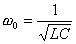 ω₀ = 1/√(LC)